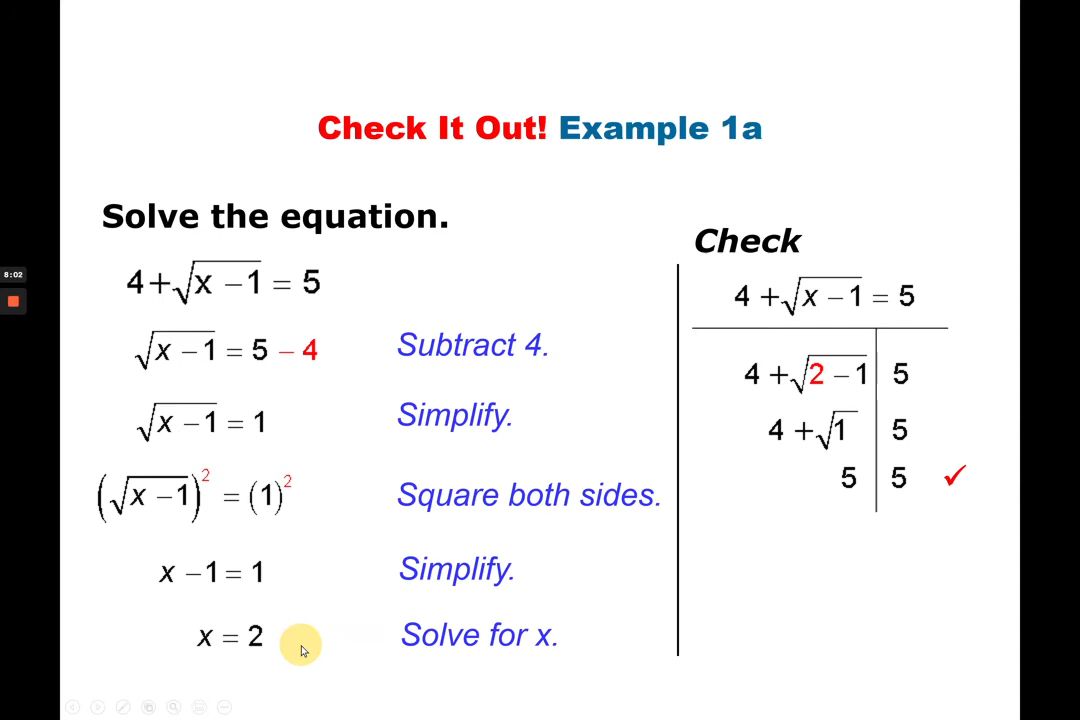 Check It Out! Example 1a
Solve the equation.
4+√x −1 = 5
√x −1 = 5 − 4 Subtract 4.
√x −1 = 1 Simplify.
(√x −1)² = (1)² Square both sides.
x −1 = 1 Simplify.
x = 2 Solve for x.
Check
4 +√x −1 = 5
4 +√2 −1 5
4 +√1 5
5 5 ✓
8:02